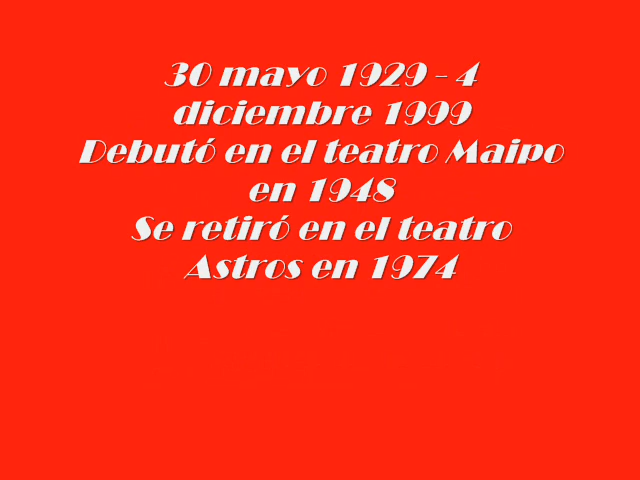 30 mayo 1929 - 4
diciembre 1999
Debutó en el teatro Maipo
en 1948
Se retiró en el teatro
Astros en 1974